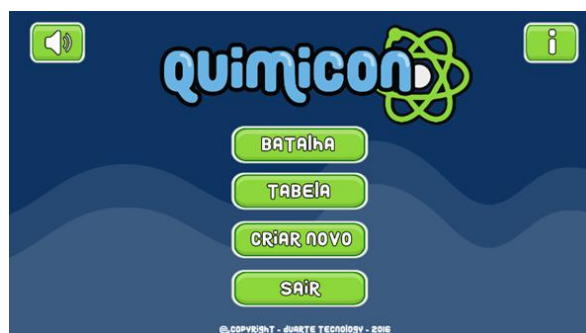 QUIMICON
BATALHA
TABELA
CRIAR NOVO
SAIR
©COPYRIGHT - DUARTE TECNOLOGY - 2016